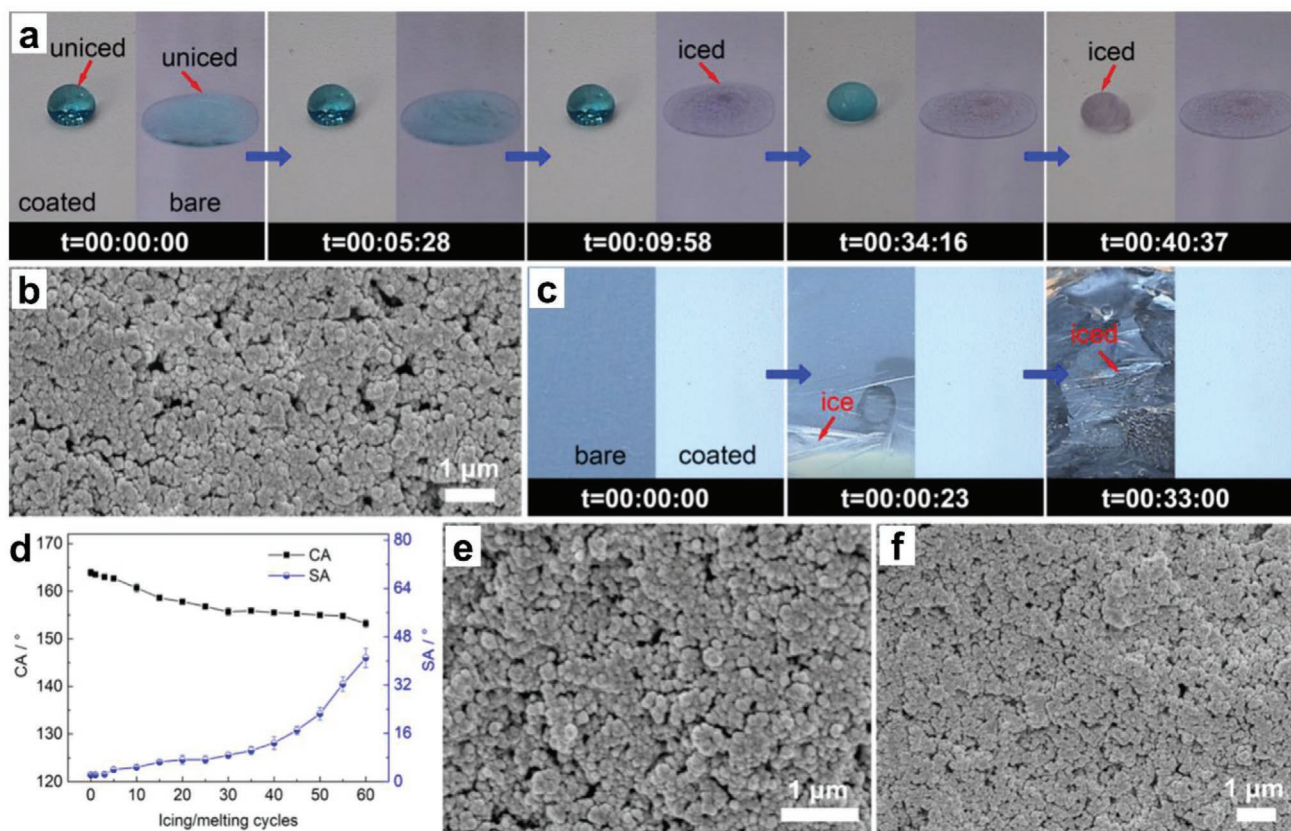 a
uniced
uniced
iced
iced
coated
bare
t=00:00:00
t=00:05:28
t=00:09:58
t=00:34:16
t=00:40:37
b
1 µm
c
bare
coated
ice
iced
t=00:00:00
t=00:00:23
t=00:33:00
d
170
160
150
140
130
120
CA / °
CA
SA
80
64
48
32
16
0
SA / °
0 10 20 30 40 50 60
Icing/melting cycles
e
1 µm
f
1 µm